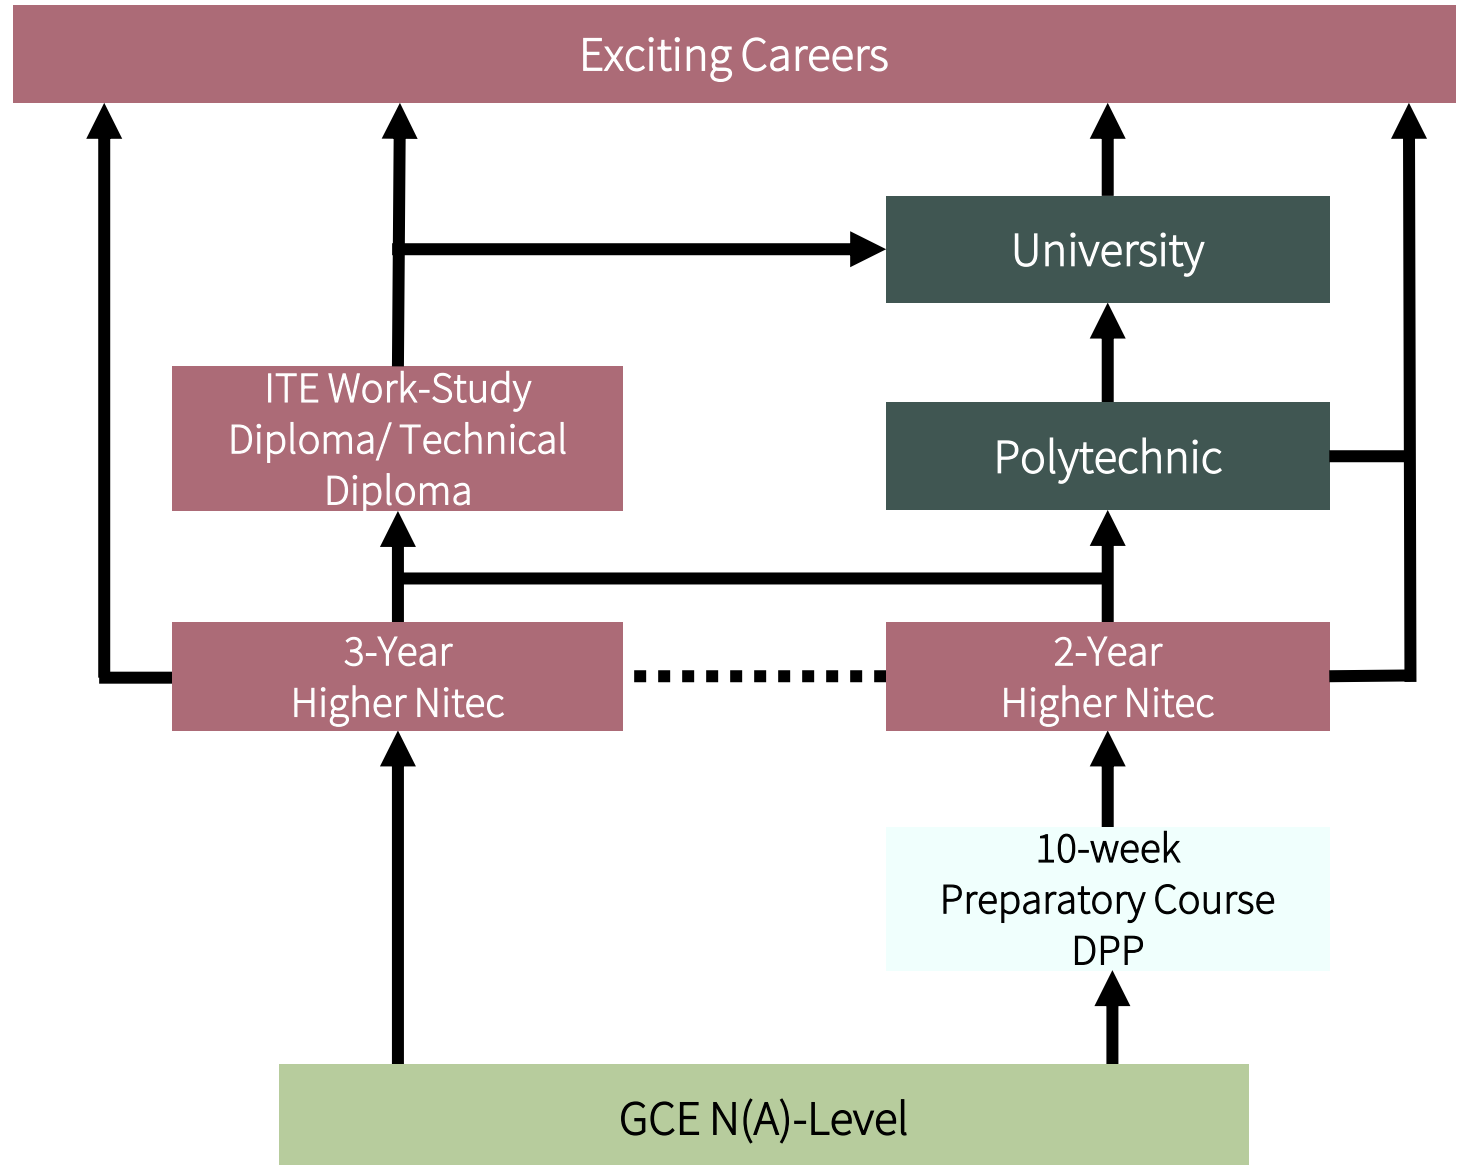 Exciting Careers
University
ITE Work-Study
Diploma/ Technical
Diploma
Polytechnic
3-Year
Higher Nitec
2-Year
Higher Nitec
10-week
Preparatory Course
DPP
GCE N(A)-Level